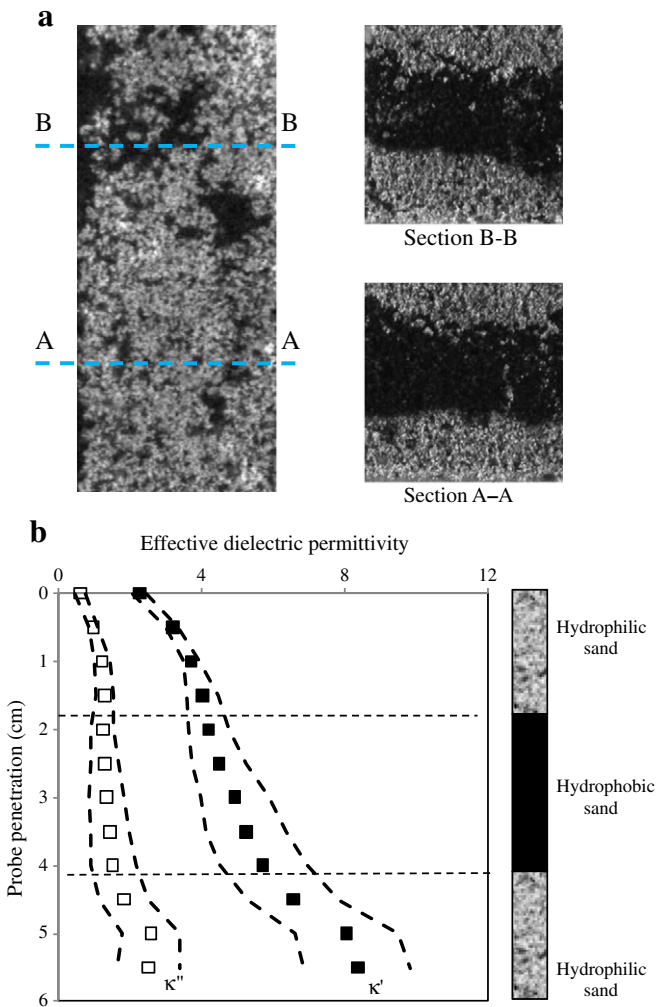 a
B B
Section B-B
A A
Section A–A
b
Effective dielectric permittivity
0 4 8 12
0
1
2
3
4
5
6
Probe penetration (cm)
κ''
κ'
Hydrophilic
sand
Hydrophobic
sand
Hydrophilic
sand